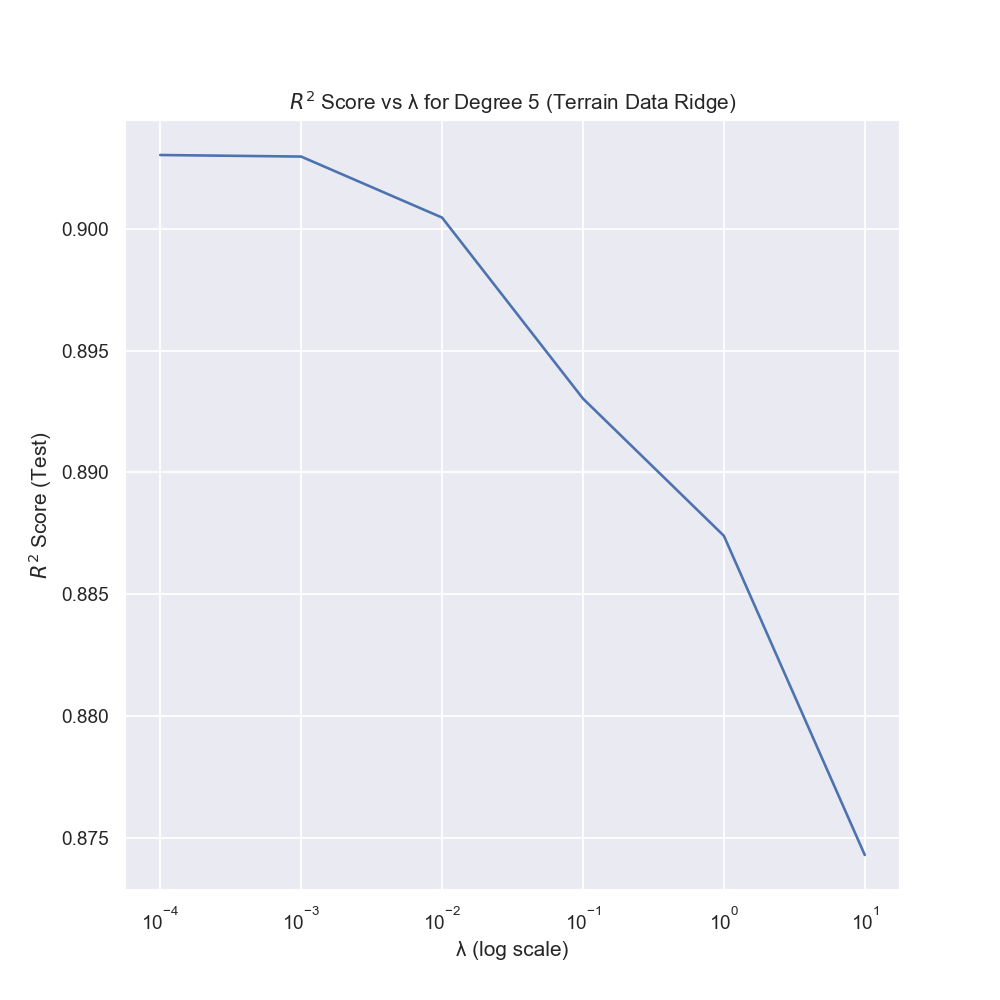 R² Score vs λ for Degree 5 (Terrain Data Ridge)
R² Score (Test)
0.900
0.895
0.890
0.885
0.880
0.875
10⁻⁴ 10⁻³ 10⁻² 10⁻¹ 10⁰ 10¹
λ (log scale)